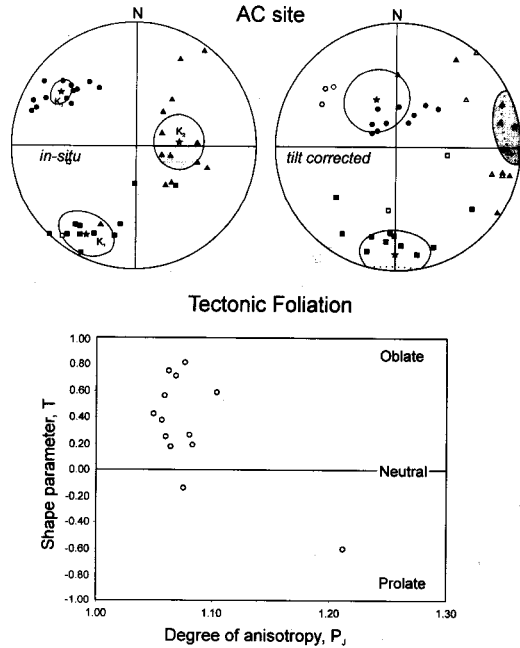 AC site
N
N
K₂
in-situ
K₁
tilt corrected
Tectonic Foliation
Shape parameter, T
1.00
0.80
0.60
0.40
0.20
0.00
-0.20
-0.40
-0.60
-0.80
-1.00
Oblate
Neutral
Prolate
1.00
1.10
1.20
1.30
Degree of anisotropy, PJ